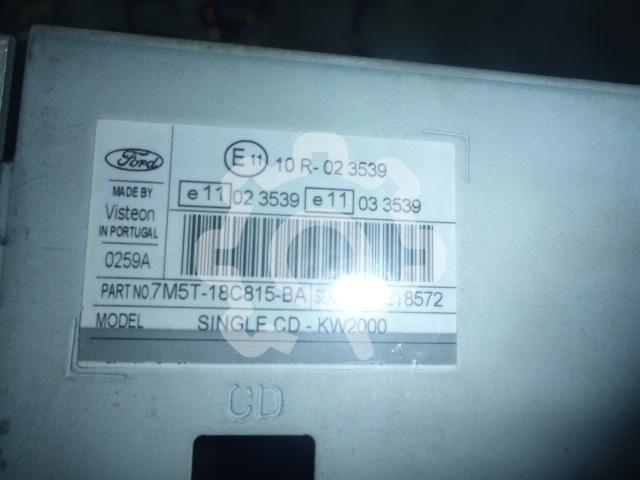 Ford
E 11 10 R- 02 3539
MADE BY
Visteon
IN PORTUGAL
e 11 02 3539 e 11 03 3539
0259A
PART NO. 7M5T-18C815-BA 18572
MODEL SINGLE CD - KW2000
CD